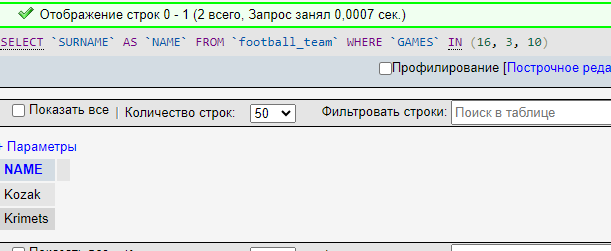 Отображение строк 0 - 1 (2 всего, Запрос занял 0,0007 сек.)
SELECT `SURNAME` AS `NAME` FROM `football_team` WHERE `GAMES` IN (16, 3, 10)
Профилирование [Построчное реда
Показать все | Количество строк: 50 Фильтровать строки: Поиск в таблице
+ Параметры
NAME
Kozak
Krimets